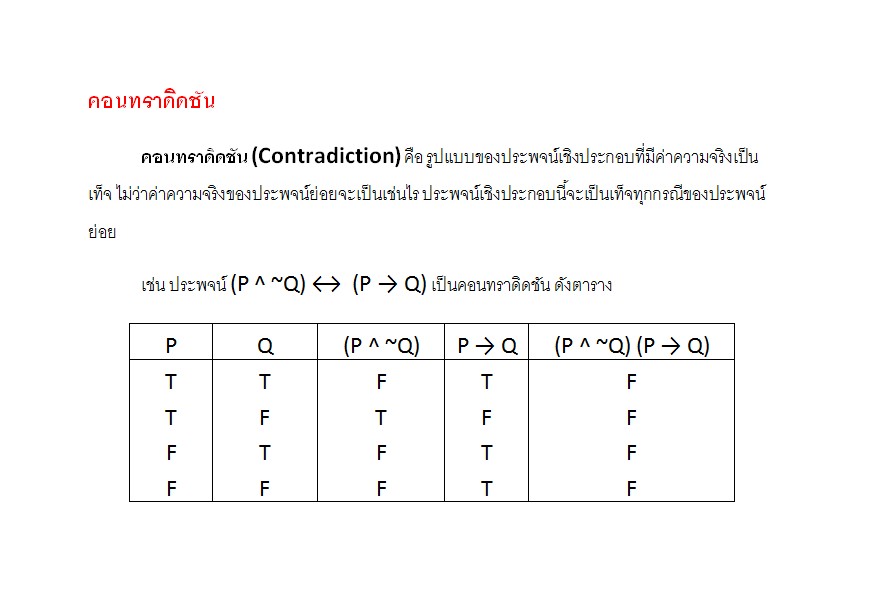 คอนทราดิดชัน
คอนทราดิดชัน (Contradiction) คือ รูปแบบของประพจน์เชิงประกอบที่มีค่าความจริงเป็น
เท็จ ไม่ว่าค่าความจริงของประพจน์ย่อยจะเป็นเช่นไร ประพจน์เชิงประกอบนี้จะเป็นเท็จทุกกรณีของประพจน์
ย่อย
เช่น ประพจน์ (P ^ ~Q) ↔ (P → Q) เป็นคอนทราดิดชัน ดังตาราง
P Q (P ^ ~Q) P → Q (P ^ ~Q) (P → Q)
T T F T F
T F T F F
F T F T F
F F F T F